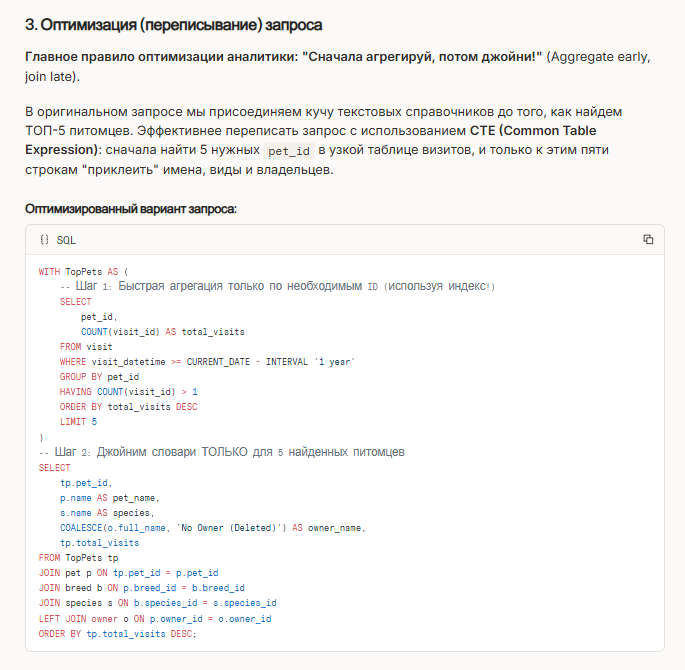 3. Оптимизация (переписывание) запроса
Главное правило оптимизации аналитики: "Сначала агрегируй, потом джойни!" (Aggregate early,
join late).
В оригинальном запросе мы присоединяем кучу текстовых справочников до того, как найдем
ТОП-5 питомцев. Эффективнее переписать запрос с использованием CTE (Common Table
Expression): сначала найти 5 нужных pet_id в узкой таблице визитов, и только к этим пяти
строкам "приклеить" имена, виды и владельцев.
Оптимизированный вариант запроса:
{} SQL
WITH TopPets AS (
    -- Шаг 1: Быстрая агрегация только по необходимым ID (используя индекс!)
    SELECT
        pet_id,
        COUNT(visit_id) AS total_visits
    FROM visit
    WHERE visit_datetime >= CURRENT_DATE - INTERVAL '1 year'
    GROUP BY pet_id
    HAVING COUNT(visit_id) > 1
    ORDER BY total_visits DESC
    LIMIT 5
)
-- Шаг 2: Джойним словари ТОЛЬКО для 5 найденных питомцев
SELECT
    tp.pet_id,
    p.name AS pet_name,
    s.name AS species,
    COALESCE(o.full_name, 'No Owner (Deleted)') AS owner_name,
    tp.total_visits
FROM TopPets tp
JOIN pet p ON tp.pet_id = p.pet_id
JOIN breed b ON p.breed_id = b.breed_id
JOIN species s ON b.species_id = s.species_id
LEFT JOIN owner o ON p.owner_id = o.owner_id
ORDER BY tp.total_visits DESC;